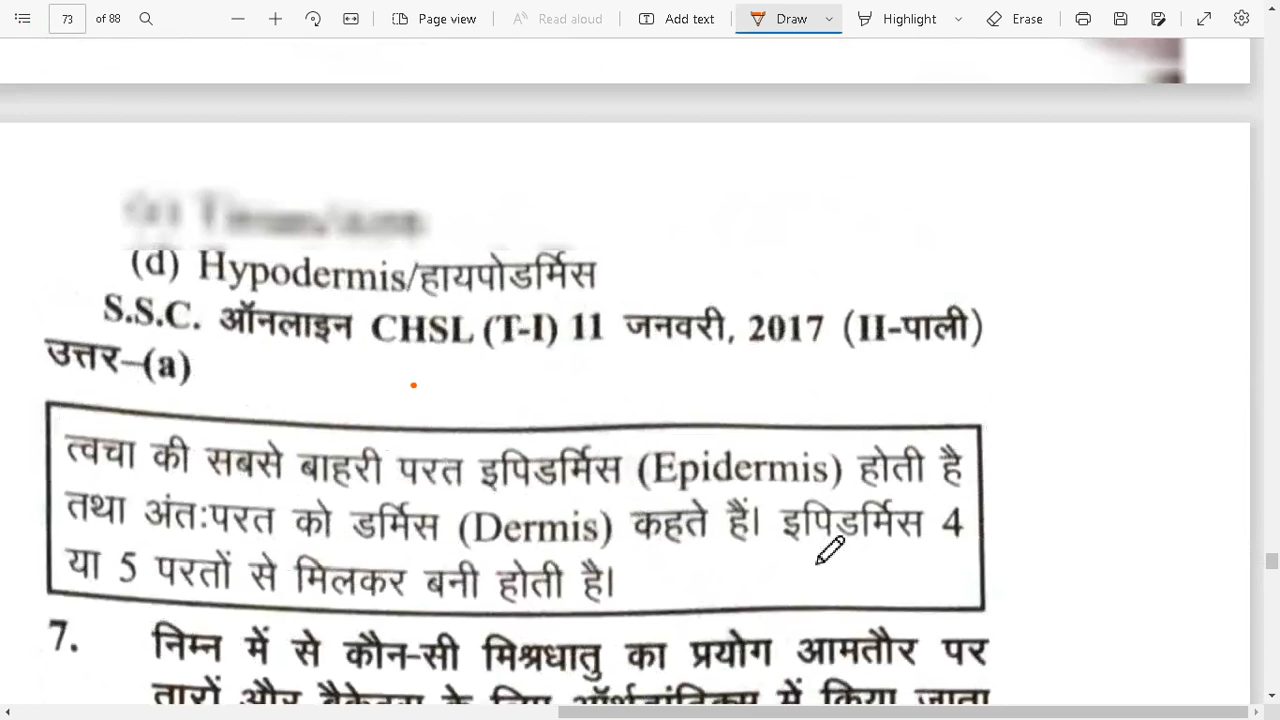 73 of 88 Page view Read aloud Add text Draw Highlight Erase
(d) Hypodermis/हायपोडर्मिस
S.S.C. ऑनलाइन CHSL (T-I) 11 जनवरी, 2017 (II-पाली)
उत्तर–(a)
त्वचा की सबसे बाहरी परत इपिडर्मिस (Epidermis) होती है
तथा अंतःपरत को डर्मिस (Dermis) कहते हैं। इपिडर्मिस 4
या 5 परतों से मिलकर बनी होती है।
7. निम्न में से कौन-सी मिश्रधातु का प्रयोग आमतौर पर
तारों और ब्रैकेट्स के लिए ऑर्थोडॉन्टिक्स में किया जाता